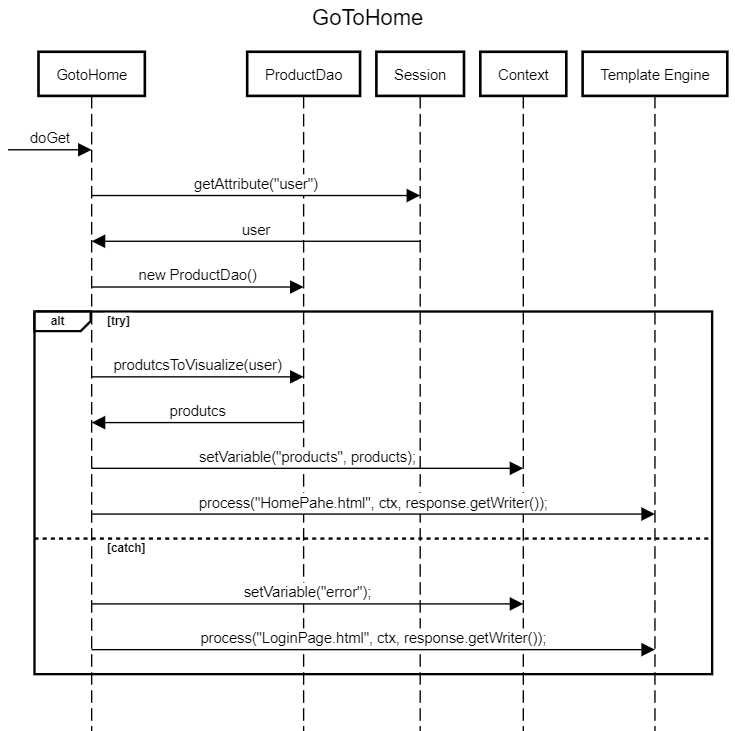 GoToHome
GotoHome
ProductDao
Session
Context
Template Engine
doGet
getAttribute("user")
user
new ProductDao()
alt
[try]
produtcsToVisualize(user)
produtcs
setVariable("products", products);
process("HomePahe.html", ctx, response.getWriter());
[catch]
setVariable("error");
process("LoginPage.html", ctx, response.getWriter());